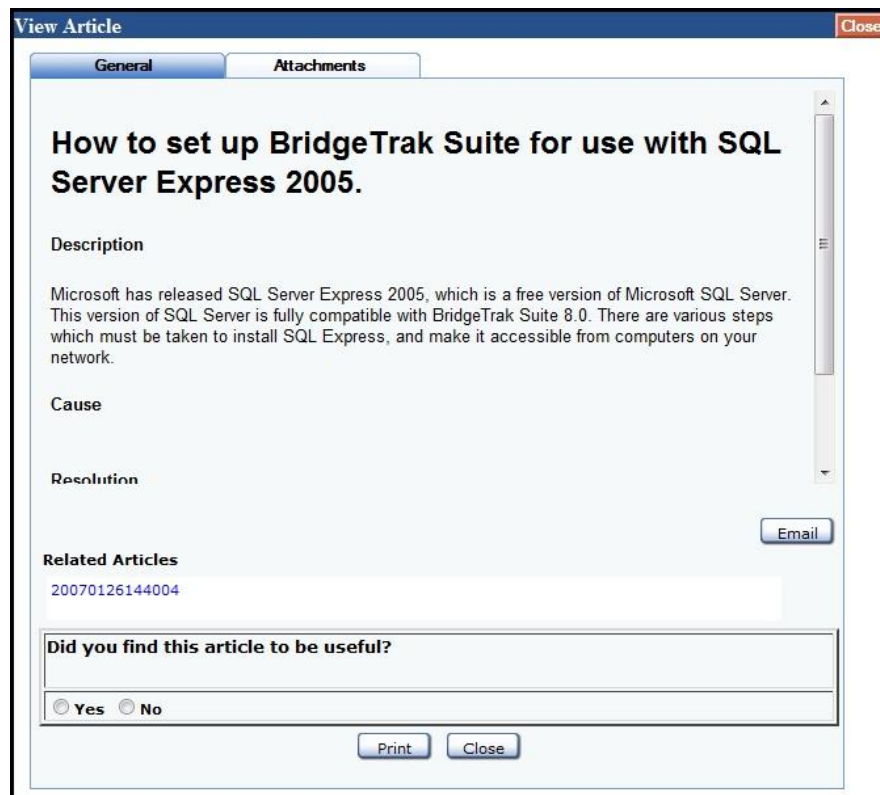 View Article
Close
General
Attachments
How to set up BridgeTrak Suite for use with SQL
Server Express 2005.
Description
Microsoft has released SQL Server Express 2005, which is a free version of Microsoft SQL Server.
This version of SQL Server is fully compatible with BridgeTrak Suite 8.0. There are various steps
which must be taken to install SQL Express, and make it accessible from computers on your
network.
Cause
Resolution
Email
Related Articles
20070126144004
Did you find this article to be useful?
Yes No
Print Close